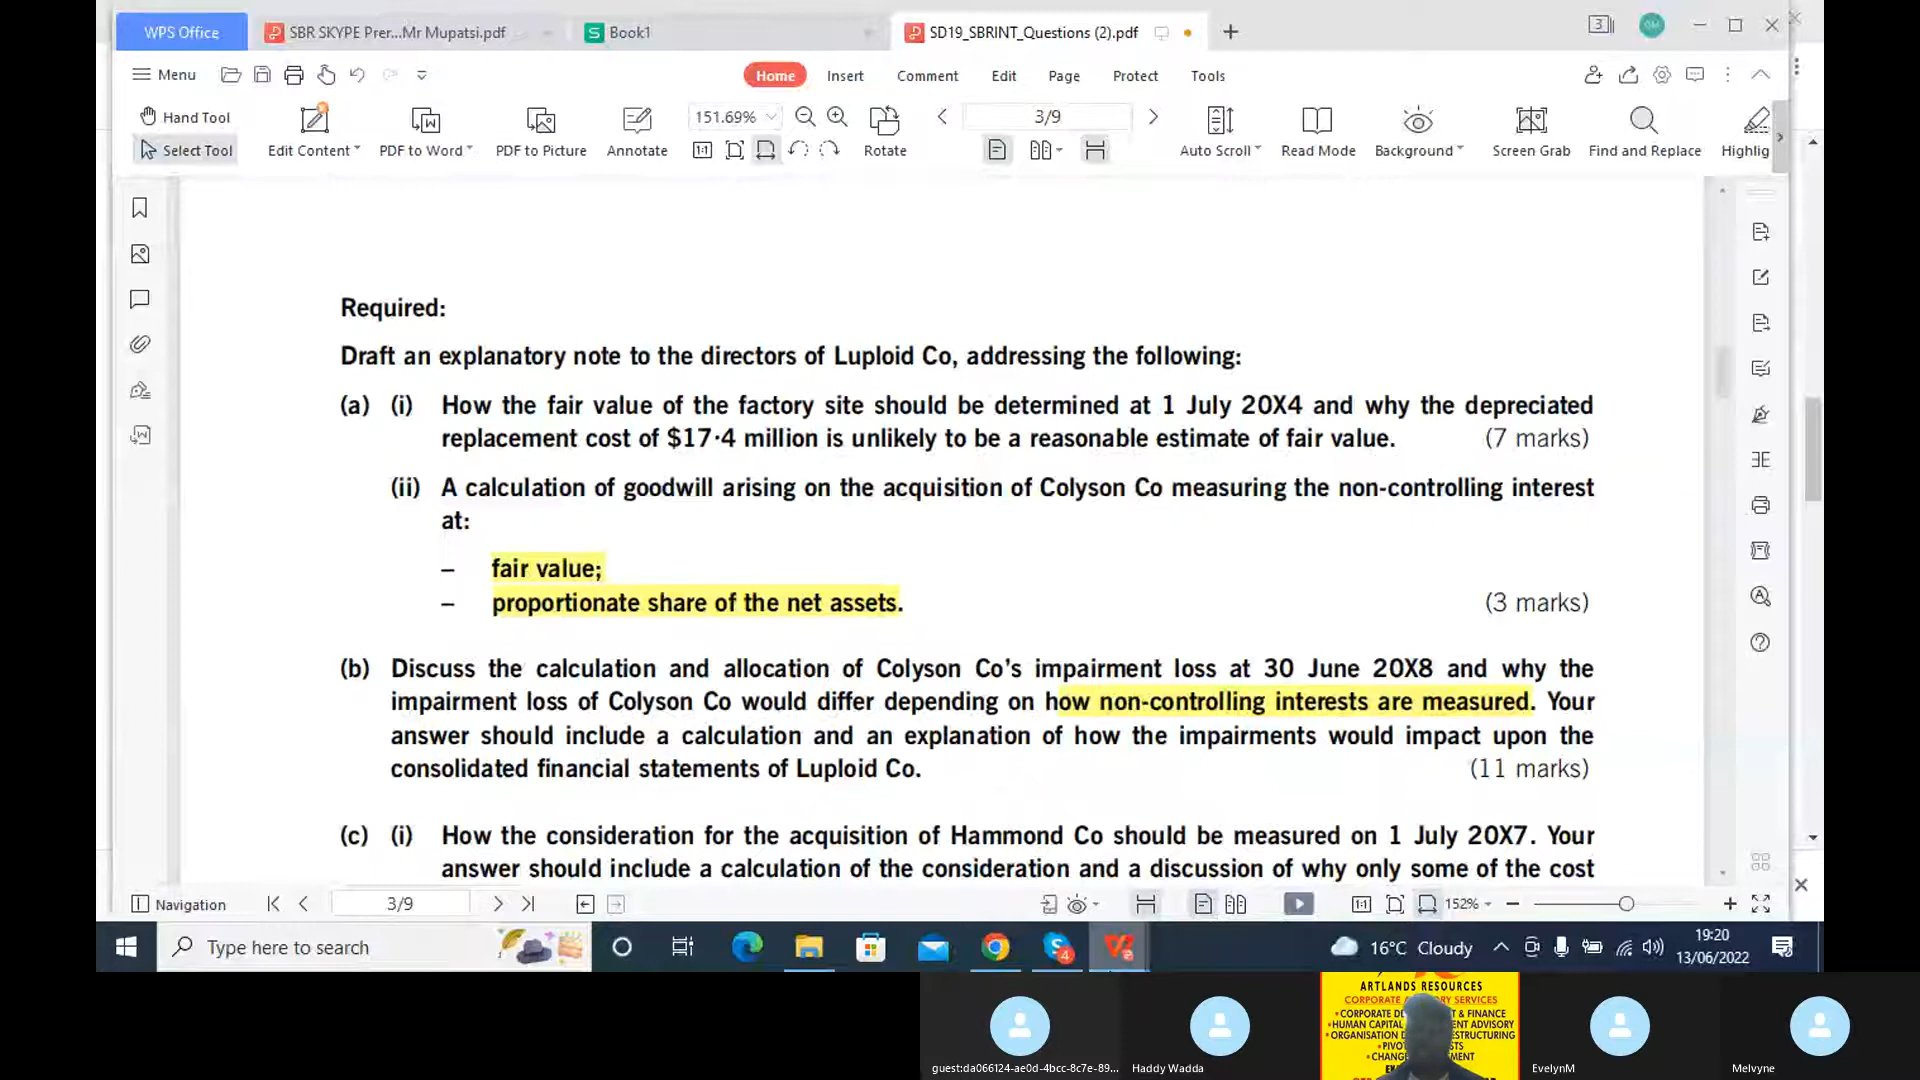 WPS Office
SBR SKYPE Prer...Mr Mupatsi.pdf
Book1
SD19_SBRINT_Questions (2).pdf
Menu
Home Insert Comment Edit Page Protect Tools
Hand Tool
151.69%
3/9
Select Tool
Edit Content
PDF to Word
PDF to Picture
Annotate
Rotate
Auto Scroll
Read Mode
Background
Screen Grab
Find and Replace
Highlig
Required:
Draft an explanatory note to the directors of Luploid Co, addressing the following:
(a) (i) How the fair value of the factory site should be determined at 1 July 20X4 and why the depreciated
replacement cost of $17·4 million is unlikely to be a reasonable estimate of fair value. (7 marks)
(ii) A calculation of goodwill arising on the acquisition of Colyson Co measuring the non-controlling interest
at:
– fair value;
– proportionate share of the net assets. (3 marks)
(b) Discuss the calculation and allocation of Colyson Co's impairment loss at 30 June 20X8 and why the
impairment loss of Colyson Co would differ depending on how non-controlling interests are measured. Your
answer should include a calculation and an explanation of how the impairments would impact upon the
consolidated financial statements of Luploid Co. (11 marks)
(c) (i) How the consideration for the acquisition of Hammond Co should be measured on 1 July 20X7. Your
answer should include a calculation of the consideration and a discussion of why only some of the cost
Navigation
3/9
152%
Type here to search
16°C Cloudy
19:20
13/06/2022
ARTLANDS RESOURCES
guest:da066124-ae0d-4bcc-8c7e-89...
Haddy Wadda
EvelynM
Melvyne